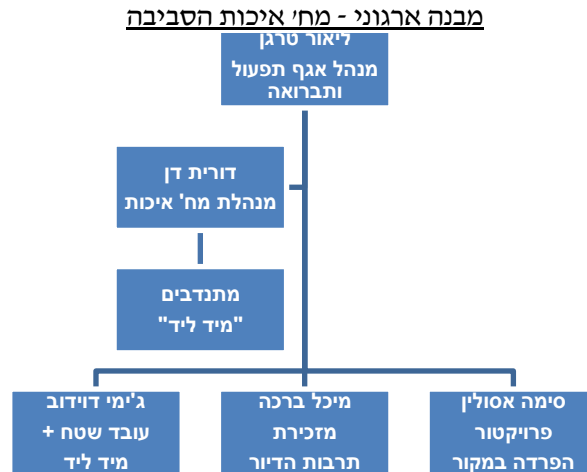 מבנה ארגוני - מח' איכות הסביבה
ליאור טרגן
מנהל אגף תפעול
ותברואה
דורית דן
מנהלת מח' איכות
מתנדבים
"מיד ליד"
סימה אסולין
פרויקטור
הפרדה במקור
מיכל ברכה
מזכירת
תרבות הדיור
ג'ימי דוידוב
עובד שטח +
מיד ליד